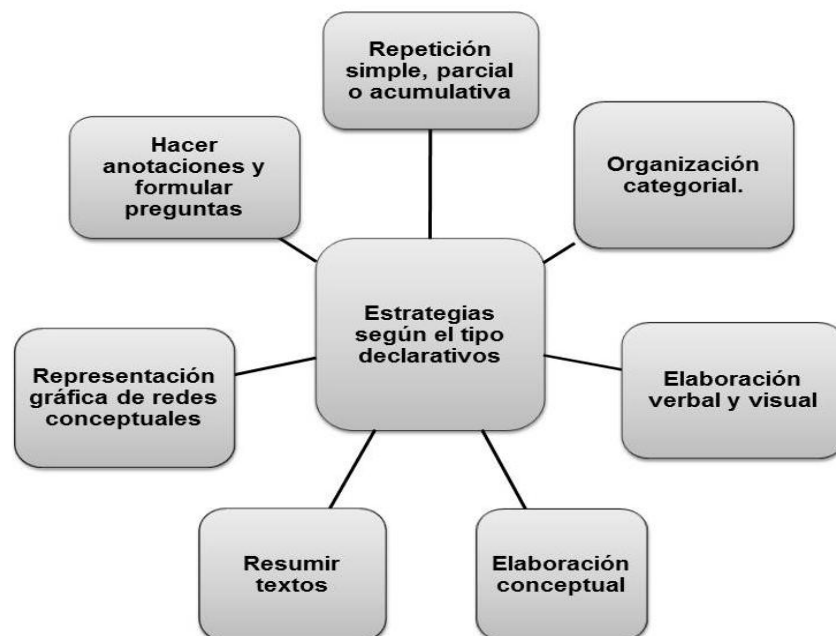 Repetición
simple, parcial
o acumulativa
Organización
categorial.
Elaboración
verbal y visual
Elaboración
conceptual
Resumir
textos
Representación
gráfica de redes
conceptuales
Hacer
anotaciones y
formular
preguntas
Estrategias
según el tipo
declarativos